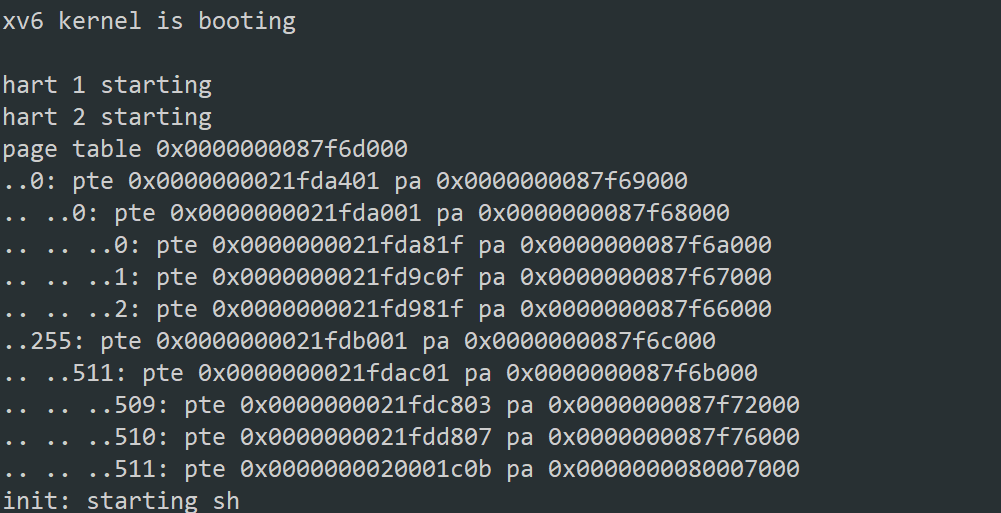 xv6 kernel is booting
hart 1 starting
hart 2 starting
page table 0x0000000087f6d000
..0: pte 0x0000000021fda401 pa 0x0000000087f69000
.. ..0: pte 0x0000000021fda001 pa 0x0000000087f68000
.. .. ..0: pte 0x0000000021fda81f pa 0x0000000087f6a000
.. .. ..1: pte 0x0000000021fd9c0f pa 0x0000000087f67000
.. .. ..2: pte 0x0000000021fd981f pa 0x0000000087f66000
..255: pte 0x0000000021fdb001 pa 0x0000000087f6c000
.. ..511: pte 0x0000000021fdac01 pa 0x0000000087f6b000
.. .. ..509: pte 0x0000000021fdc803 pa 0x0000000087f72000
.. .. ..510: pte 0x0000000021fdd807 pa 0x0000000087f76000
.. .. ..511: pte 0x0000000020001c0b pa 0x0000000080007000
init: starting sh